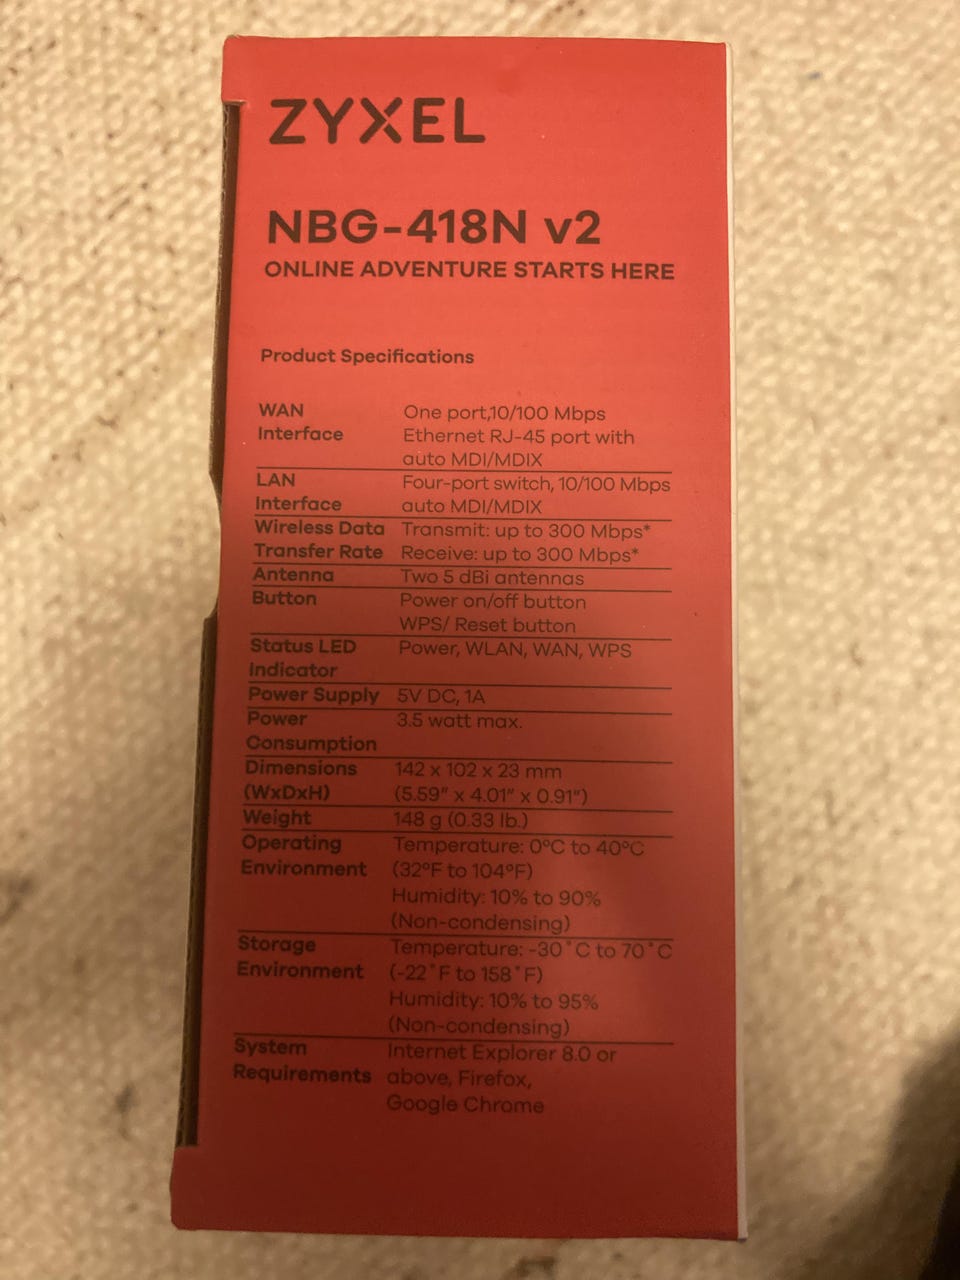 ZYXEL
NBG-418N v2
ONLINE ADVENTURE STARTS HERE
Product Specifications
WAN One port,10/100 Mbps
Interface Ethernet RJ-45 port with
auto MDI/MDIX
LAN Four-port switch, 10/100 Mbps
Interface auto MDI/MDIX
Wireless Data Transmit: up to 300 Mbps*
Transfer Rate Receive: up to 300 Mbps*
Antenna Two 5 dBi antennas
Button Power on/off button
WPS/ Reset button
Status LED Power, WLAN, WAN, WPS
Indicator
Power Supply 5V DC, 1A
Power 3.5 watt max.
Consumption
Dimensions 142 x 102 x 23 mm
(WxDxH) (5.59" x 4.01" x 0.91")
Weight 148 g (0.33 lb.)
Operating Temperature: 0°C to 40°C
Environment (32°F to 104°F)
Humidity: 10% to 90%
(Non-condensing)
Storage Temperature: -30˚C to 70˚C
Environment (-22˚F to 158˚F)
Humidity: 10% to 95%
(Non-condensing)
System Internet Explorer 8.0 or
Requirements above, Firefox,
Google Chrome